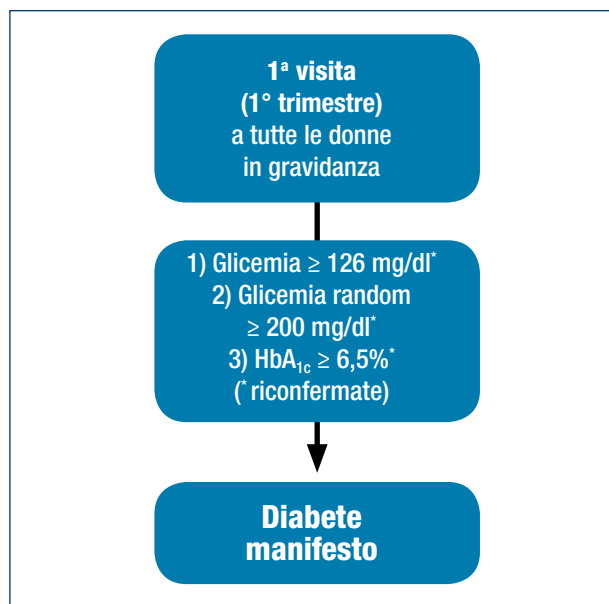 1ª visita
(1° trimestre)
a tutte le donne
in gravidanza
1) Glicemia ≥ 126 mg/dl*
2) Glicemia random
≥ 200 mg/dl*
3) HbA1c ≥ 6,5%*
(* riconfermate)
Diabete
manifesto